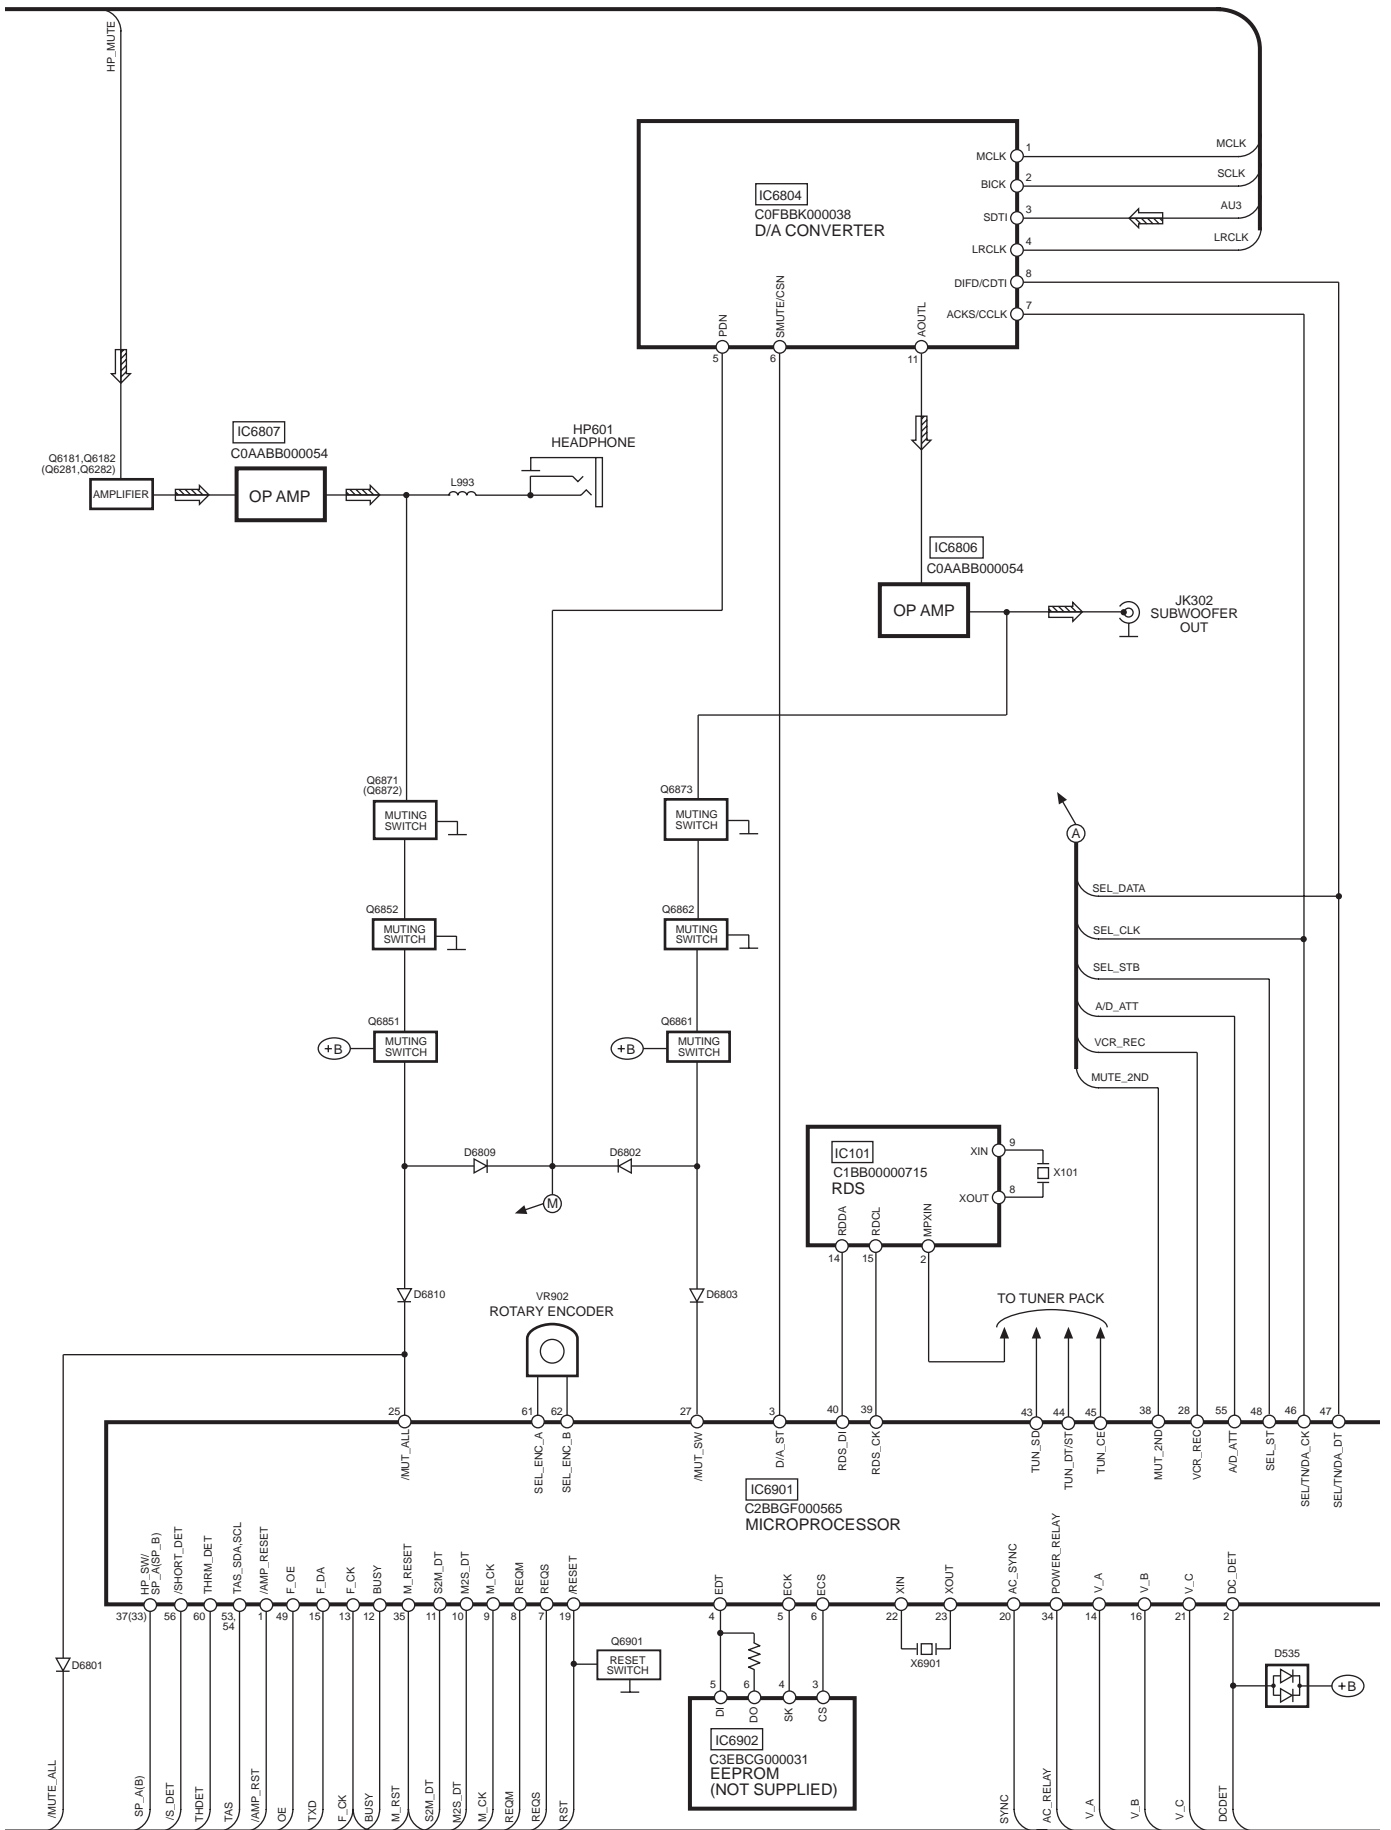 HP_MUTE
MCLK
1
MCLK
BICK
2
SCLK
IC6804
C0FBBK000038
D/A CONVERTER
SDTI
3
AU3
LRCLK
4
LRCLK
DIFD/CDTI
8
ACKS/CCLK
7
PDN
SMUTE/CSN
AOUTL
5
6
11
Q6181,Q6182
(Q6281,Q6282)
AMPLIFIER
IC6807
C0AABB000054
OP AMP
L993
HP601
HEADPHONE
IC6806
C0AABB000054
OP AMP
JK302
SUBWOOFER
OUT
Q6871
(Q6872)
MUTING
SWITCH
Q6873
MUTING
SWITCH
A
SEL_DATA
Q6852
MUTING
SWITCH
Q6862
MUTING
SWITCH
SEL_CLK
SEL_STB
A/D_ATT
Q6851
+B
MUTING
SWITCH
Q6861
+B
MUTING
SWITCH
VCR_REC
MUTE_2ND
D6809
D6802
M
IC101
C1BB00000715
RDS
XIN
9
X101
XOUT
8
RDDA
RDCL
MPXIN
14
15
2
D6810
VR902
ROTARY ENCODER
D6803
TO TUNER PACK
25
61
62
27
3
40
39
43
44
45
38
28
55
48
46
47
/MUT_ALL
SEL_ENC_A
SEL_ENC_B
/MUT_SW
D/A_ST
RDS_DI
RDS_CK
TUN_SD
TUN_DT/ST
TUN_CE
MUT_2ND
VCR_REC
A/D_ATT
SEL_ST
SEL/TN/DA_CK
SEL/TN/DA_DT
IC6901
C2BBGF000565
MICROPROCESSOR
HP_SW/
SP_A(SP_B)
/SHORT_DET
THRM_DET
TAS_SDA,SCL
/AMP_RESET
F_OE
F_DA
F_CK
BUSY
M_RESET
S2M_DT
M2S_DT
M_CK
REQM
REQS
/RESET
EDT
ECK
ECS
XIN
XOUT
AC_SYNC
POWER_RELAY
V_A
V_B
V_C
DC_DET
37(33)
56
60
53,
54
1
49
15
13
12
35
11
10
9
8
7
19
4
5
6
22
23
20
34
14
16
21
2
Q6901
RESET
SWITCH
X6901
D535
+B
D6801
5
6
4
3
DI
DO
SK
CS
IC6902
C3EBCG000031
EEPROM
(NOT SUPPLIED)
/MUTE_ALL
SP_A(B)
/S_DET
THDET
TAS
/AMP_RST
OE
TXD
F_CK
BUSY
M_RST
S2M_DT
M2S_DT
M_CK
REQM
REQS
RST
SYNC
AC_RELAY
V_A
V_B
V_C
DCDET